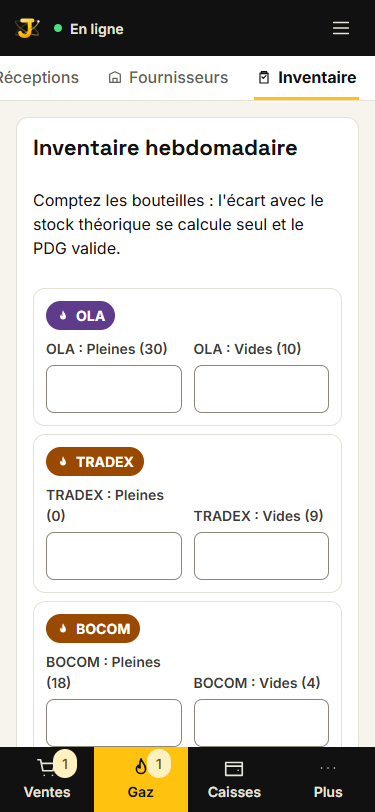 J
En ligne
Réceptions
Fournisseurs
Inventaire
Inventaire hebdomadaire
Comptez les bouteilles : l'écart avec le
stock théorique se calcule seul et le
PDG valide.
OLA
OLA : Pleines (30)
OLA : Vides (10)
TRADEX
TRADEX : Pleines
(0)
TRADEX : Vides (9)
BOCOM
BOCOM : Pleines
(18)
BOCOM : Vides (4)
1
1
Ventes
Gaz
Caisses
Plus